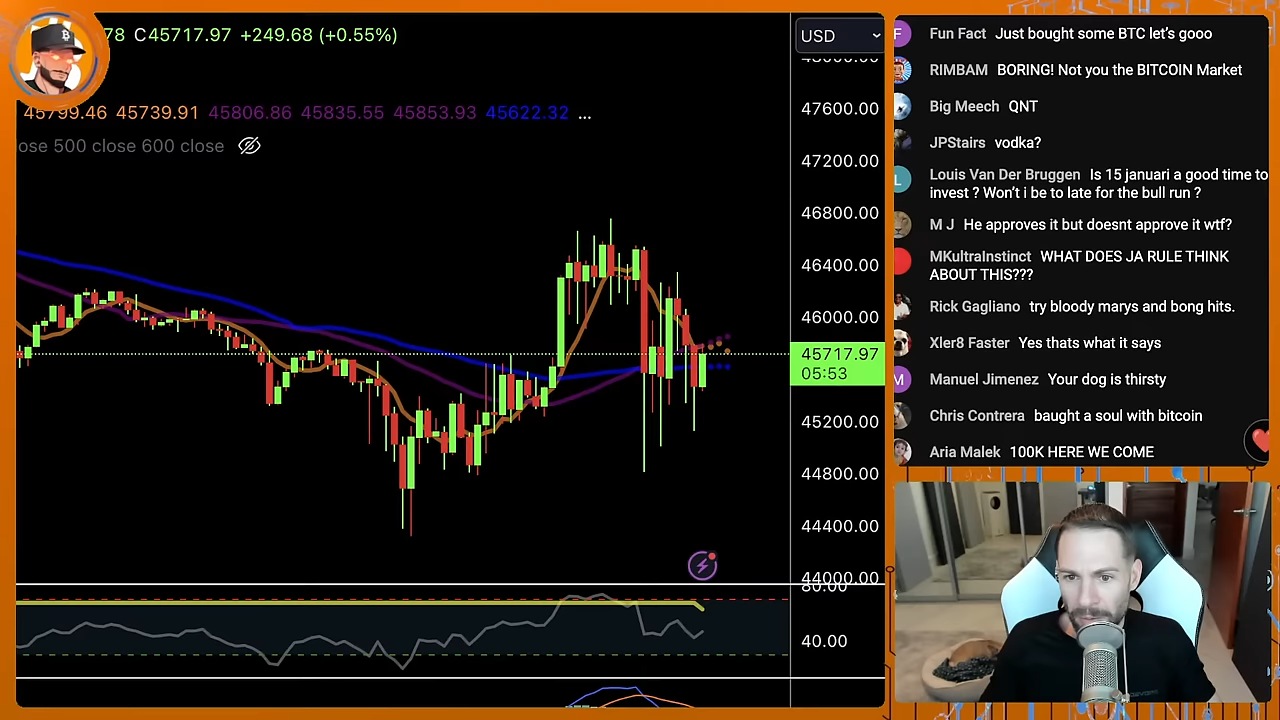 78 C45717.97 +249.68 (+0.55%)
45799.46 45739.91 45806.86 45835.55 45853.93 45622.32 ...
ose 500 close 600 close
USD
47600.00
47200.00
46800.00
46400.00
46000.00
45717.97
05:53
45200.00
44800.00
44400.00
44000.00
80.00
40.00
F Fun Fact Just bought some BTC let's gooo
RIMBAM BORING! Not you the BITCOIN Market
Big Meech QNT
JPStairs vodka?
L Louis Van Der Bruggen Is 15 januari a good time to
invest ? Won't i be to late for the bull run ?
M J He approves it but doesnt approve it wtf?
MKultraInstinct WHAT DOES JA RULE THINK
ABOUT THIS???
Rick Gagliano try bloody marys and bong hits.
Xler8 Faster Yes thats what it says
M Manuel Jimenez Your dog is thirsty
Chris Contrera baught a soul with bitcoin
Aria Malek 100K HERE WE COME